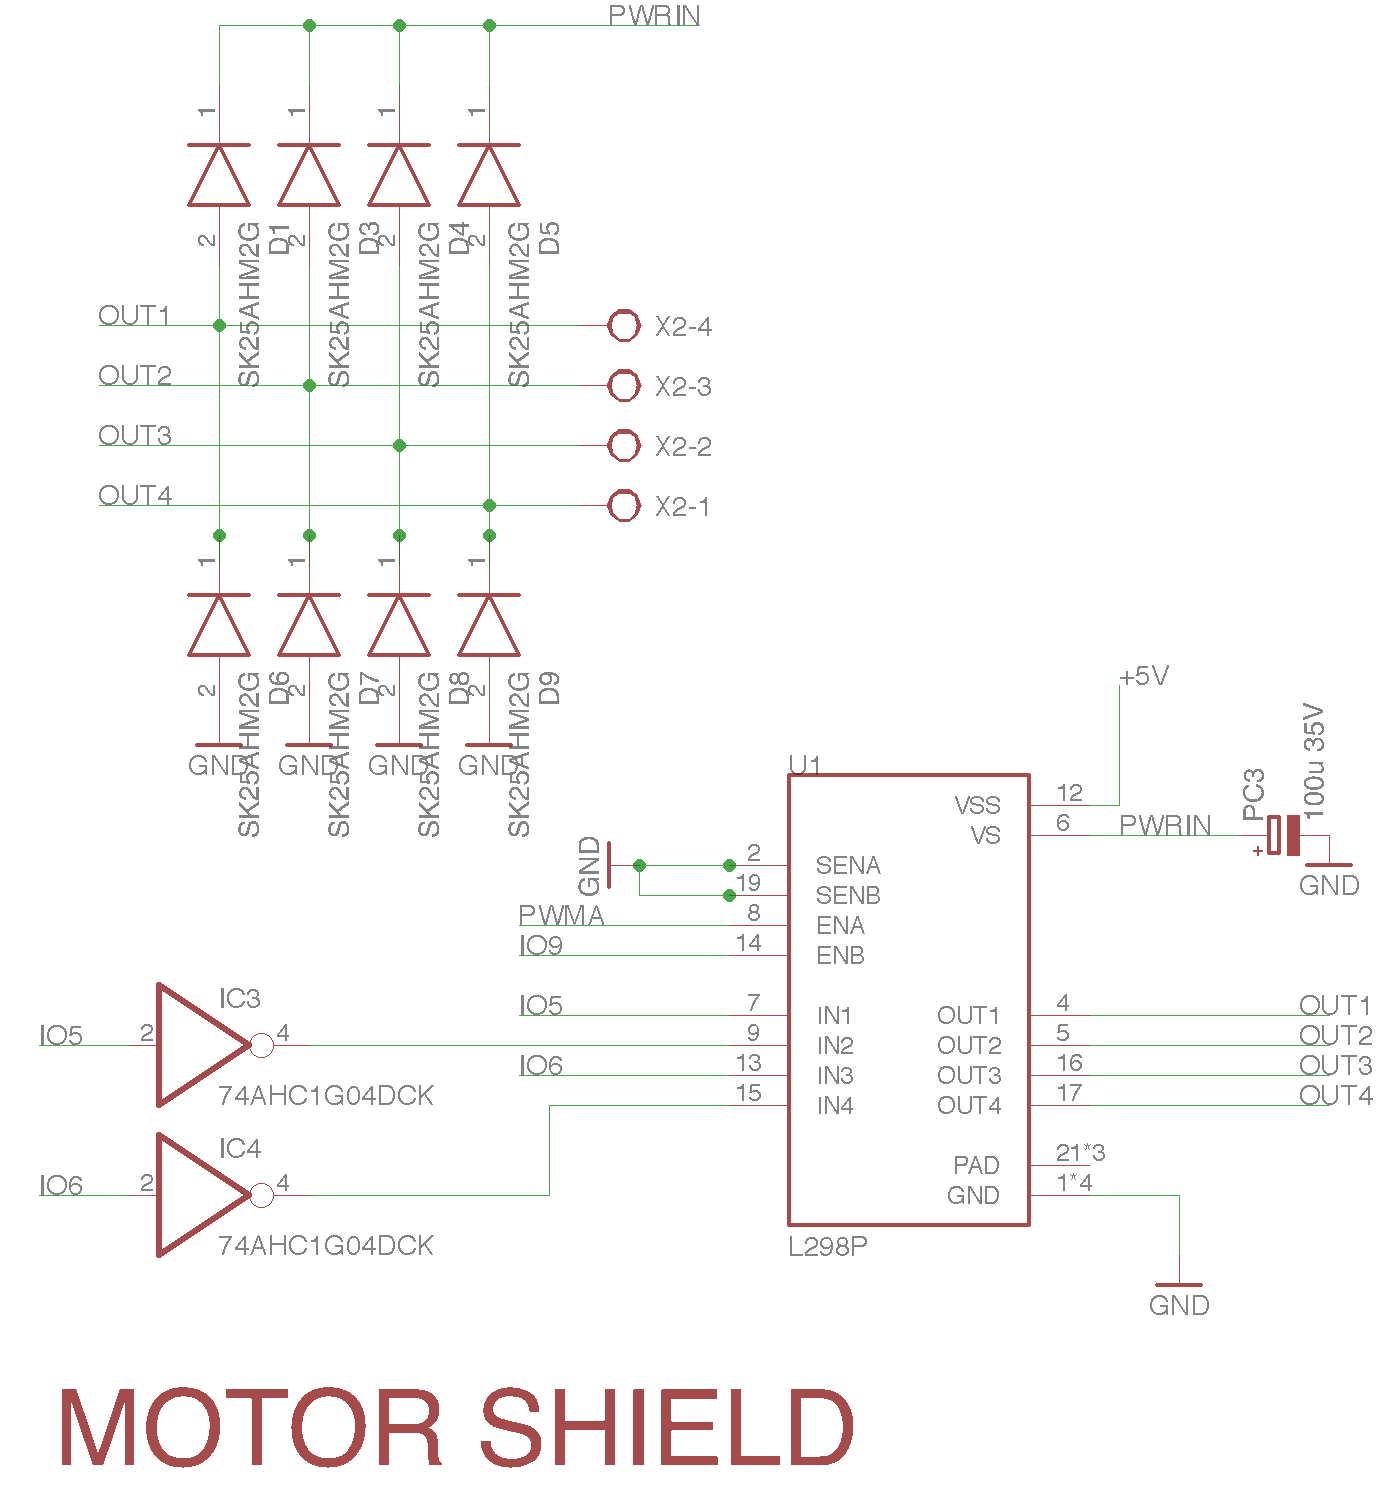 PWRIN
1 1 1 1
2 2 2 2
SK25AHM2G D1 SK25AHM2G D3 SK25AHM2G D4 SK25AHM2G D5
OUT1 X2-4
OUT2 X2-3
OUT3 X2-2
OUT4 X2-1
1 1 1 1
2 2 2 2
SK25AHM2G D6 SK25AHM2G D7 SK25AHM2G D8 SK25AHM2G D9
GND GND GND GND
+5V
U1
VSS 12
VS 6 PWRIN
PC3
100u 35V
+
GND
GND
2 SENA
19 SENB
PWMA 8 ENA
IO9 14 ENB
IO5 7 IN1 OUT1 4 OUT1
9 IN2 OUT2 5 OUT2
IO6 13 IN3 OUT3 16 OUT3
15 IN4 OUT4 17 OUT4
PAD 21*3
GND 1*4
L298P
GND
IC3
IO5 2 4
74AHC1G04DCK
IC4
IO6 2 4
74AHC1G04DCK
MOTOR SHIELD